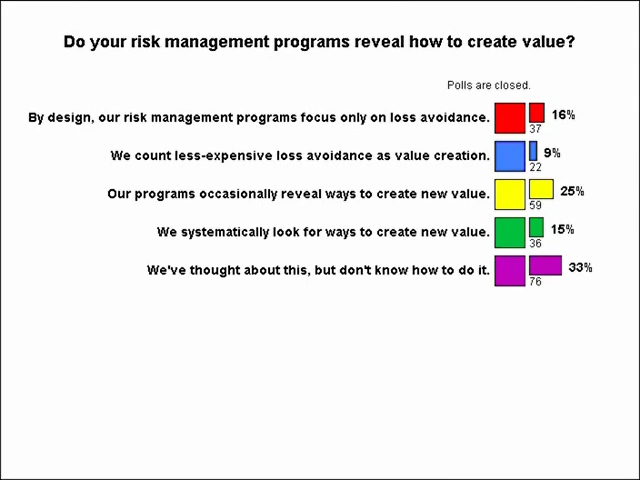 Do your risk management programs reveal how to create value?
Polls are closed.
By design, our risk management programs focus only on loss avoidance. 16%
37
We count less-expensive loss avoidance as value creation. 9%
22
Our programs occasionally reveal ways to create new value. 25%
59
We systematically look for ways to create new value. 15%
36
We've thought about this, but don't know how to do it. 33%
76